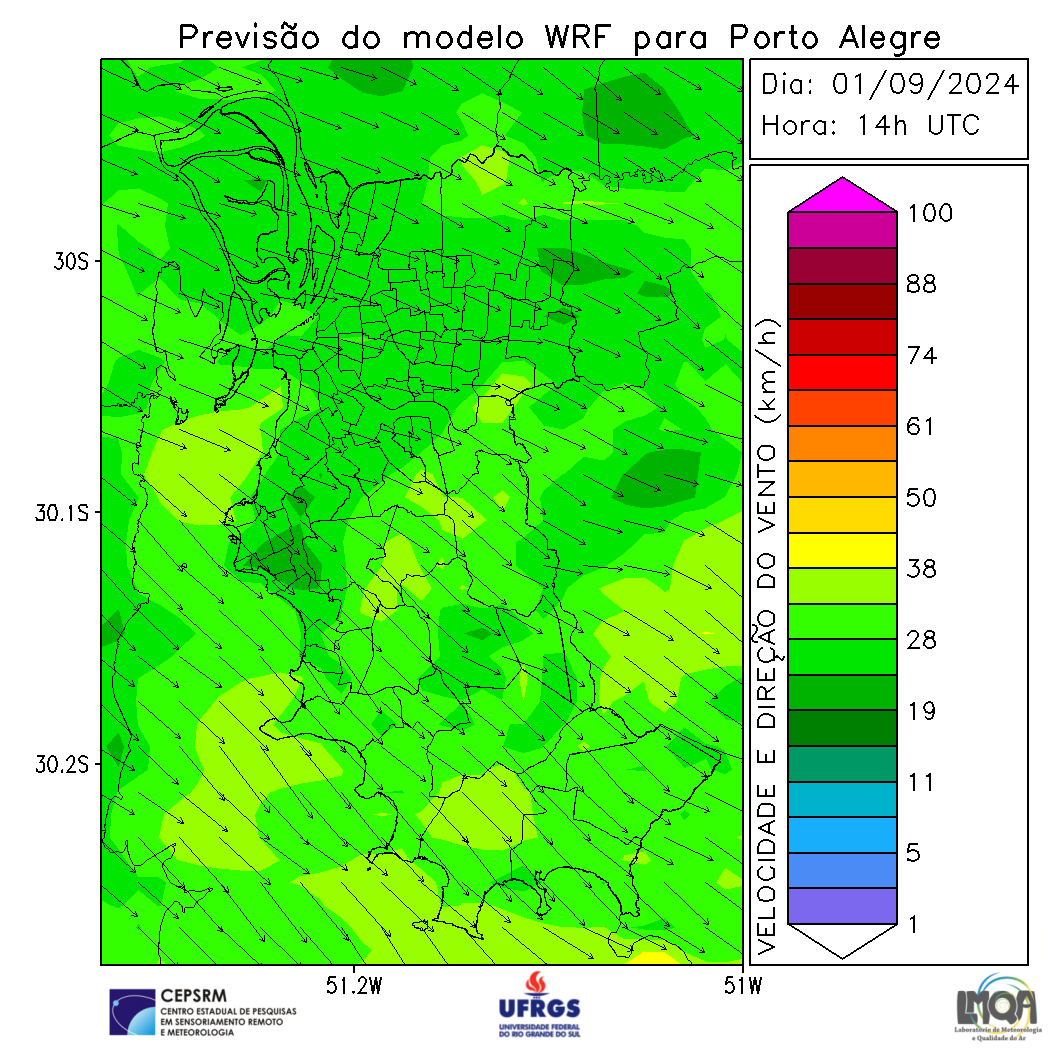 Previsão do modelo WRF para Porto Alegre
Dia: 01/09/2024
Hora: 14h UTC
30S
30.1S
30.2S
51.2W
51W
VELOCIDADE E DIREÇÃO DO VENTO (km/h)
100
88
74
61
50
38
28
19
11
5
1
CEPSRM
CENTRO ESTADUAL DE PESQUISAS
EM SENSORIAMENTO REMOTO
E METEOROLOGIA
UFRGS
UNIVERSIDADE FEDERAL
DO RIO GRANDE DO SUL
LMQA
Laboratório de Meteorologia
e Qualidade do Ar